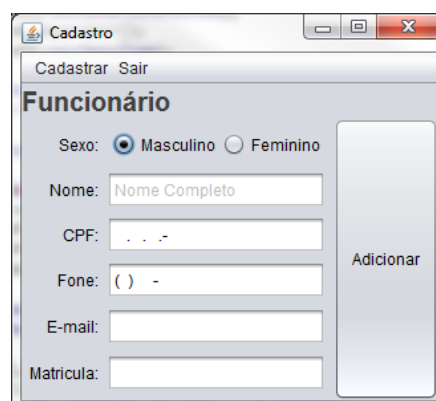 Cadastro
Cadastrar Sair
Funcionário
Sexo: Masculino Feminino
Nome: Nome Completo
CPF: . . .-
Fone: ( ) -
Adicionar
E-mail:
Matricula: